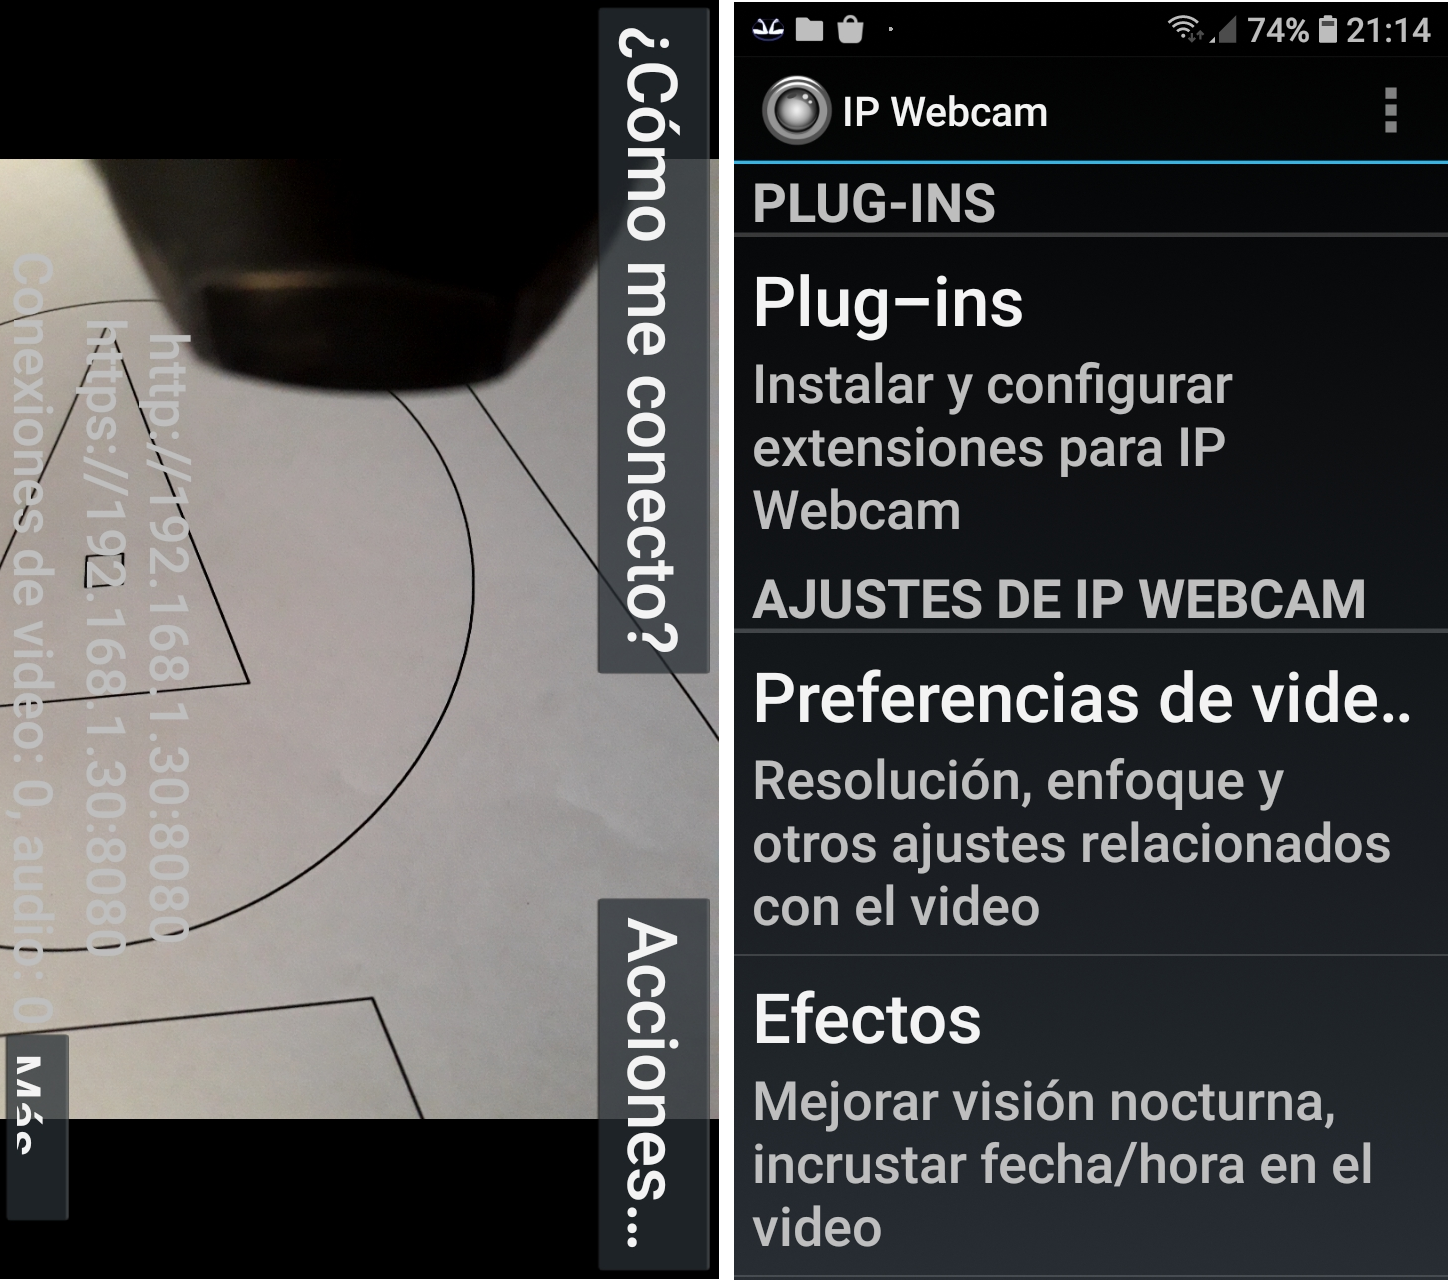 ¿Cómo me conecto?
Acciones...
http://192.168.1.30:8080
https://192.168.1.30:8080
Conexiones de video: 0, audio: 0
Más
74% 21:14
IP Webcam
PLUG-INS
Plug-ins
Instalar y configurar
extensiones para IP
Webcam
AJUSTES DE IP WEBCAM
Preferencias de vide..
Resolución, enfoque y
otros ajustes relacionados
con el video
Efectos
Mejorar visión nocturna,
incrustar fecha/hora en el
video